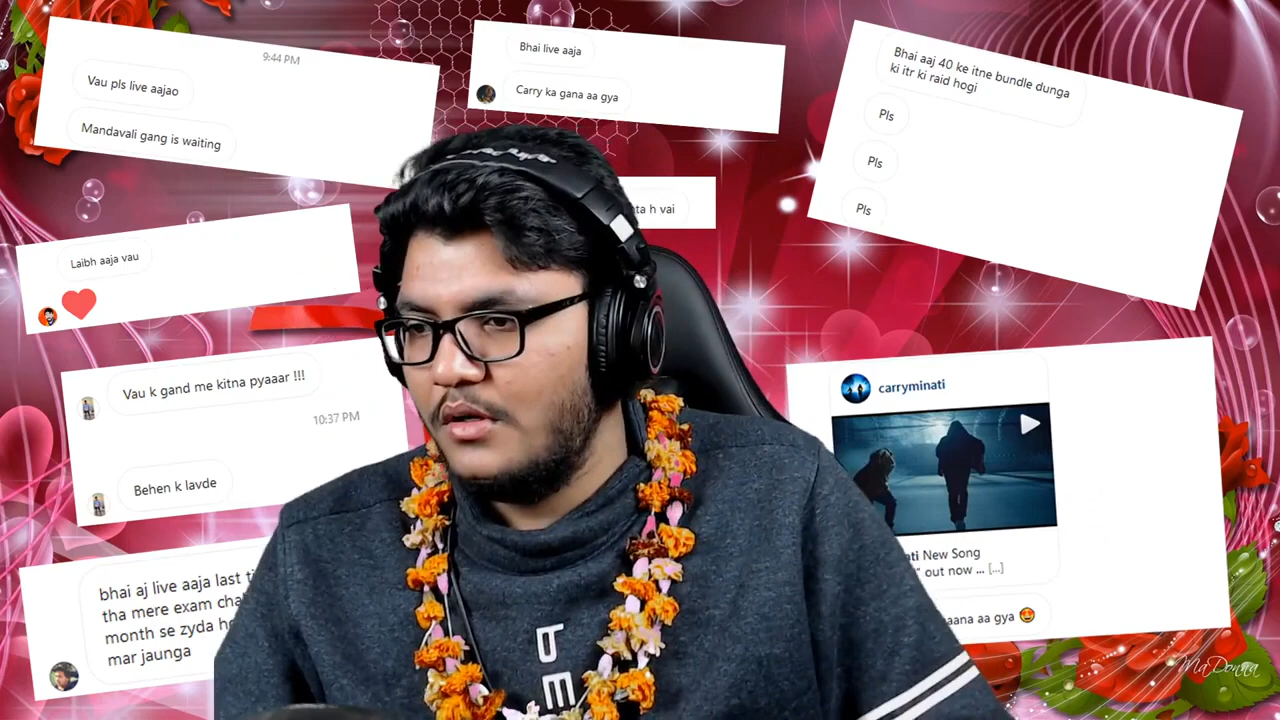 9:44 PM
Vau pls live aajao
Mandavali gang is waiting
Bhai live aaja
Carry ka gana aa gya
Bhai aaj 40 ke itne bundle dunga
ki itr ki raid hogi
Pls
Pls
Pls
h vai
Laibh aaja vau
Vau k gand me kitna pyaaar !!!
10:37 PM
Behen k lavde
carryminati
New Song
out now ... [...]
aa gya 😍
bhai aj live aaja last
tha mere exam
month se zyda
mar jaunga
MaDonna